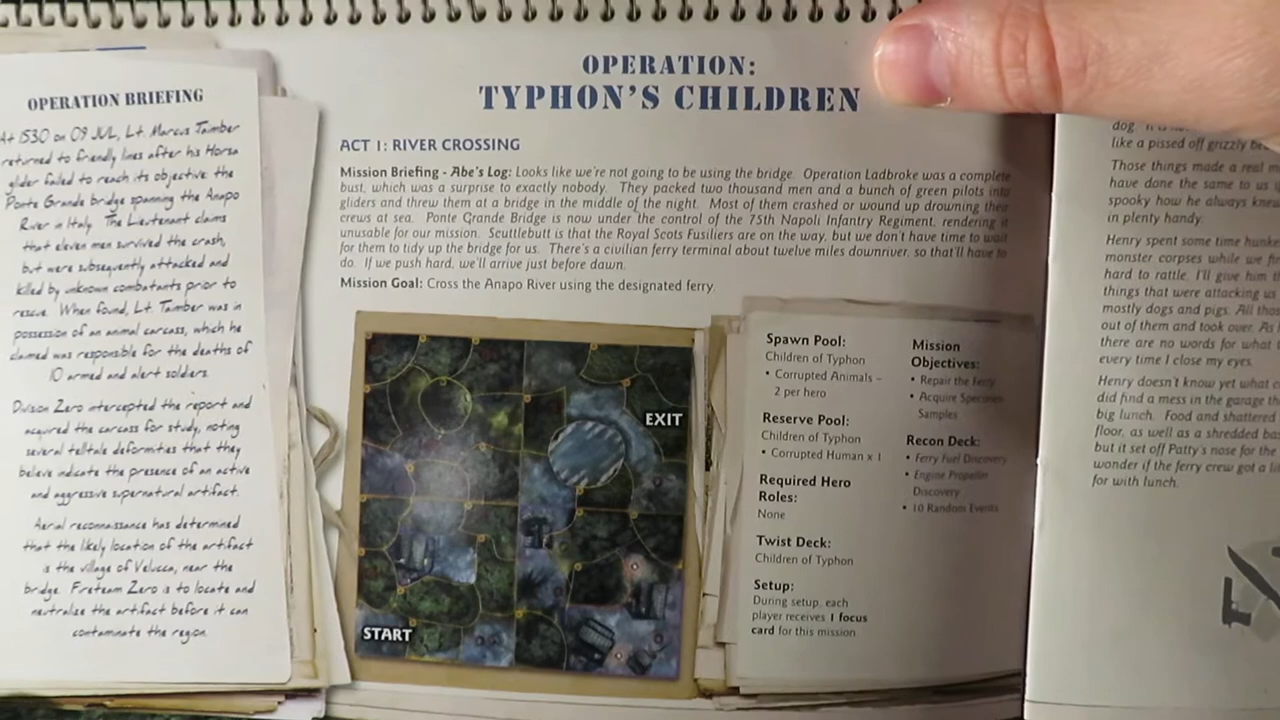 OPERATION BRIEFING
At 1530 on 09 JUL, Lt. Marcus Taimber
returned to friendly lines after his Horsa
glider failed to reach its objective the
Ponte Grande bridge spanning the Anapo
River in Italy. The Lieutenant claims
that eleven men survived the crash,
but were subsequently attacked and
killed by unknown combatants prior to
rescue. When found, Lt. Taimber was in
possession of an animal carcass, which he
claimed was responsible for the deaths of
10 armed and alert soldiers.
Division Zero intercepted the report and
acquired the carcass for study, noting
several telltale deformities that they
believe indicate the presence of an active
and aggressive supernatural artifact.
Aerial reconnaissance has determined
that the likely location of the artifact
is the village of Velucca, near the
bridge. Fireteam Zero is to locate and
neutralize the artifact before it can
contaminate the region.
OPERATION:
TYPHON'S CHILDREN
ACT 1: RIVER CROSSING
Mission Briefing - Abe's Log: Looks like we're not going to be using the bridge. Operation Ladbroke was a complete
bust, which was a surprise to exactly nobody. They packed two thousand men and a bunch of green pilots into
gliders and threw them at a bridge in the middle of the night. Most of them crashed or wound up drowning their
crews at sea. Ponte Grande Bridge is now under the control of the 75th Napoli Infantry Regiment, rendering it
unusable for our mission. Scuttlebutt is that the Royal Scots Fusiliers are on the way, but we don't have time to wait
for them to tidy up the bridge for us. There's a civilian ferry terminal about twelve miles downriver, so that'll have to
do. If we push hard, we'll arrive just before dawn.
Mission Goal: Cross the Anapo River using the designated ferry.
EXIT
START
Spawn Pool:
Children of Typhon
• Corrupted Animals –
2 per hero
Reserve Pool:
Children of Typhon
• Corrupted Human x 1
Required Hero
Roles:
None
Twist Deck:
Children of Typhon
Setup:
During setup, each
player receives 1 focus
card for this mission
Mission
Objectives:
• Repair the Ferry
• Acquire Specimen
Samples
Recon Deck:
• Ferry Fuel Discovery
• Engine Propeller
Discovery
• 10 Random Events
dog. It
like a pissed off grizzly
Those things made a real
have done the same to us
spooky how he always knew
in plenty handy.
Henry spent some time
monster corpses while we
hard to rattle. I'll give him
things that were attacking us
mostly dogs and pigs. All
out of them and took over. As
there are no words for what
every time I close my eyes.
Henry doesn't know yet what
did find a mess in the garage
big lunch. Food and shattered
floor, as well as a shredded
but it set off Patty's nose for the
wonder if the ferry crew got a
for with lunch.